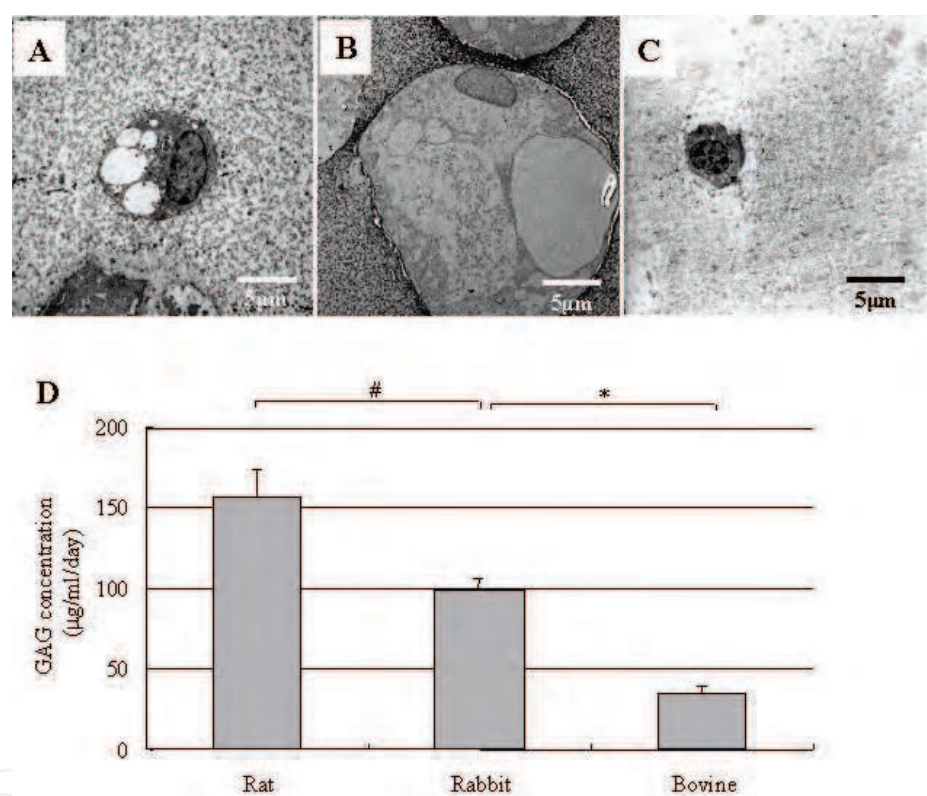 A
B
C
5μm
5μm
5μm
D
#
*
200
150
100
50
0
GAG concentration
(μg/ml/day)
Rat
Rabbit
Bovine